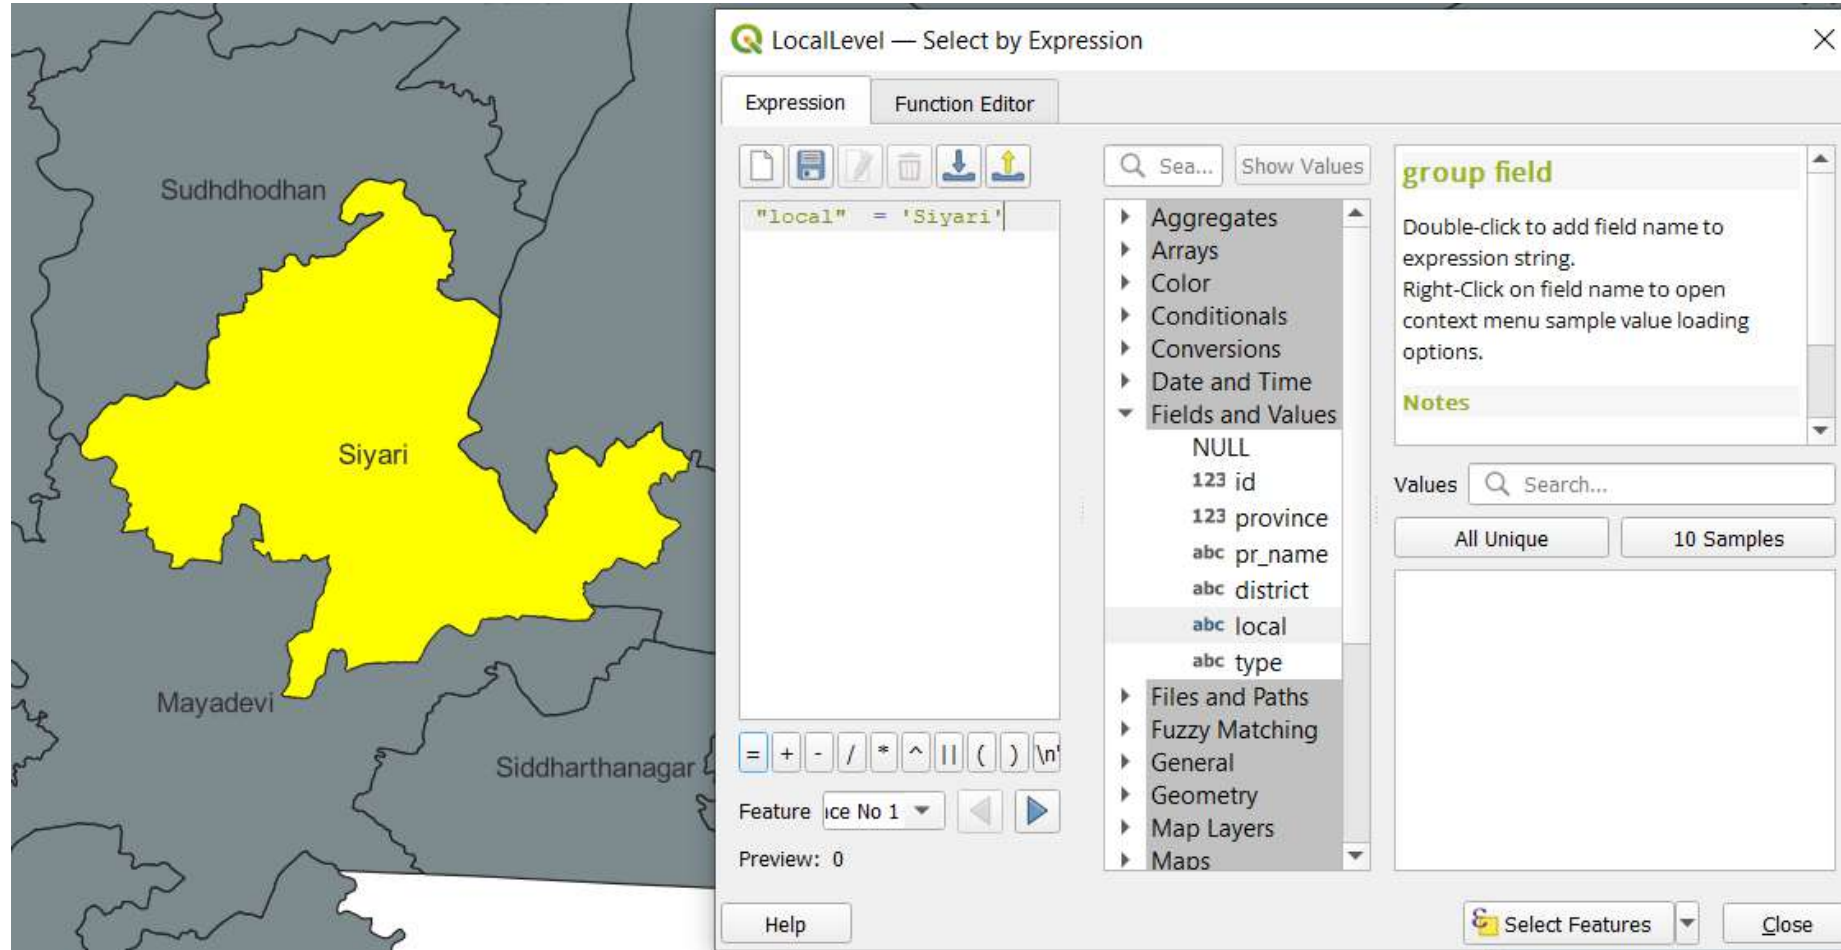 Sudhdhodhan
Siyari
Mayadevi
Siddharthanagar
LocalLevel — Select by Expression
Expression
Function Editor
Sea...
Show Values
"local" = 'Siyari'
Aggregates
Arrays
Color
Conditionals
Conversions
Date and Time
Fields and Values
NULL
123 id
123 province
abc pr_name
abc district
abc local
abc type
Files and Paths
Fuzzy Matching
General
Geometry
Map Layers
Maps
group field
Double-click to add field name to
expression string.
Right-Click on field name to open
context menu sample value loading
options.
Notes
Values
Search...
All Unique
10 Samples
= + - / * ^ || ( ) \n'
Feature
No 1
Preview: 0
Help
Select Features
Close